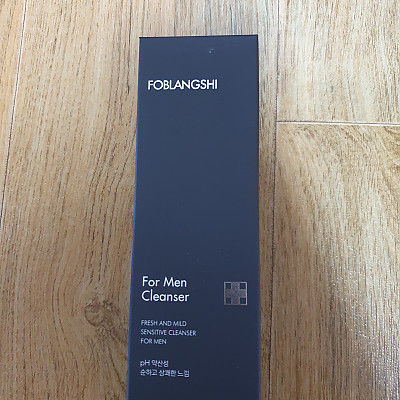 FOBLANGSHI
For Men
Cleanser
FRESH AND MILD
SENSITIVE CLEANSER
FOR MEN
pH 약산성
순하고 상쾌한 느낌